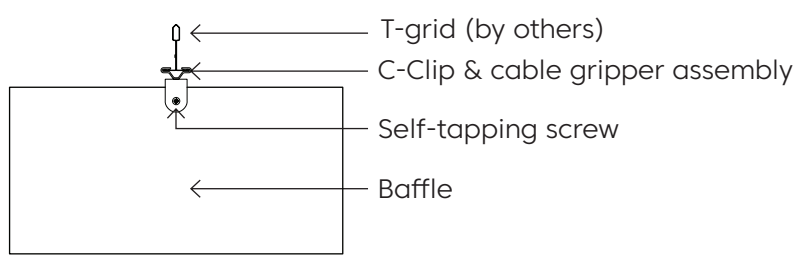 T-grid (by others)
C-Clip & cable gripper assembly
Self-tapping screw
Baffle